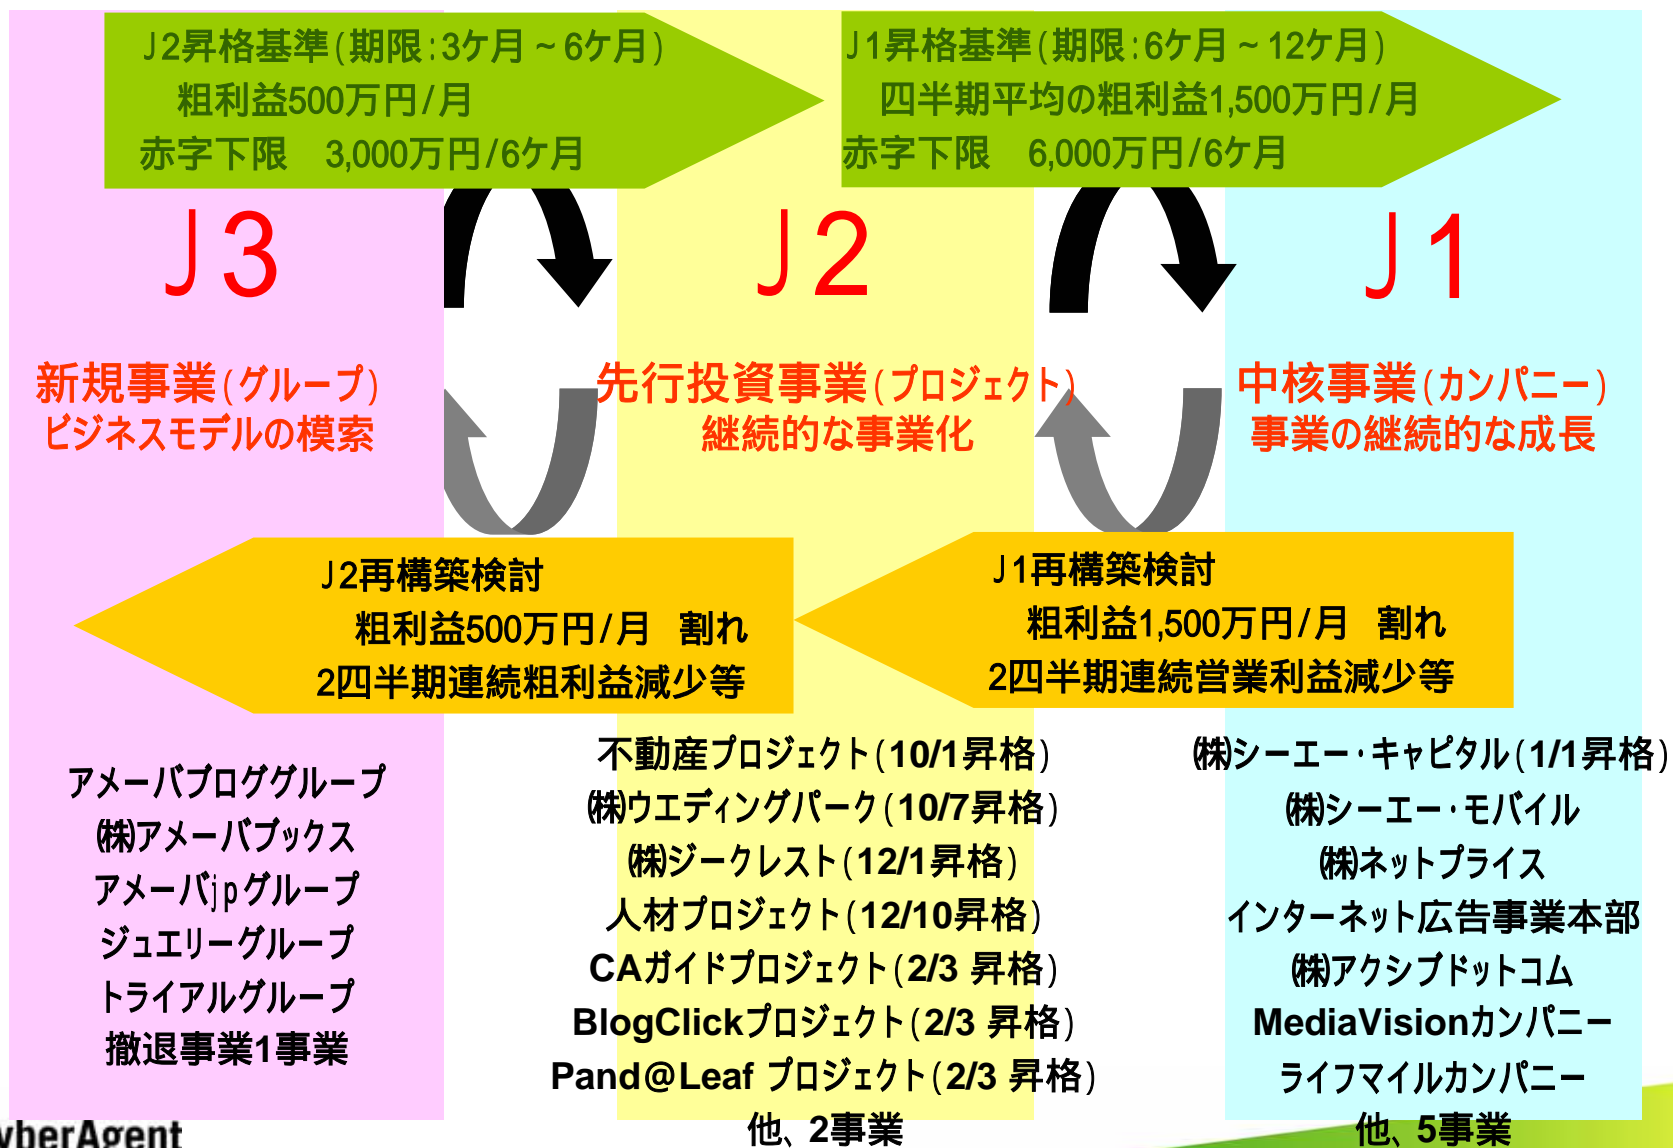 J2昇格基準(期限:3ケ月~6ケ月)
粗利益500万円/月
赤字下限 3,000万円/6ケ月
J1昇格基準(期限:6ケ月~12ケ月)
四半期平均の粗利益1,500万円/月
赤字下限 6,000万円/6ケ月
J3
J2
J1
新規事業(グループ)
ビジネスモデルの模索
先行投資事業(プロジェクト)
継続的な事業化
中核事業(カンパニー)
事業の継続的な成長
J2再構築検討
粗利益500万円/月 割れ
2四半期連続粗利益減少等
J1再構築検討
粗利益1,500万円/月 割れ
2四半期連続営業利益減少等
アメーバブロググループ
㈱アメーバブックス
アメーバjpグループ
ジュエリーグループ
トライアルグループ
撤退事業1事業
不動産プロジェクト(10/1昇格)
㈱ウエディングパーク(10/7昇格)
㈱ジークレスト(12/1昇格)
人材プロジェクト(12/10昇格)
CAガイドプロジェクト(2/3 昇格)
BlogClickプロジェクト(2/3 昇格)
Pand@Leaf プロジェクト(2/3 昇格)
他、2事業
㈱シーエー・キャピタル(1/1昇格)
㈱シーエー・モバイル
㈱ネットプライス
インターネット広告事業本部
㈱アクシブドットコム
MediaVisionカンパニー
ライフマイルカンパニー
他、5事業
yberAgent